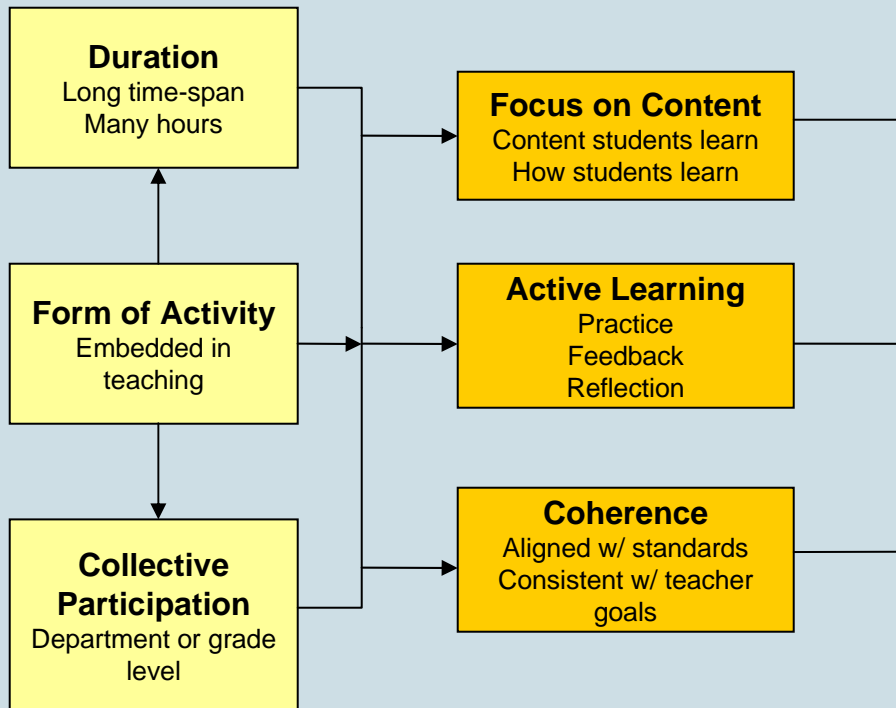 Duration
Long time-span
Many hours
Form of Activity
Embedded in
teaching
Collective
Participation
Department or grade
level
Focus on Content
Content students learn
How students learn
Active Learning
Practice
Feedback
Reflection
Coherence
Aligned w/ standards
Consistent w/ teacher
goals